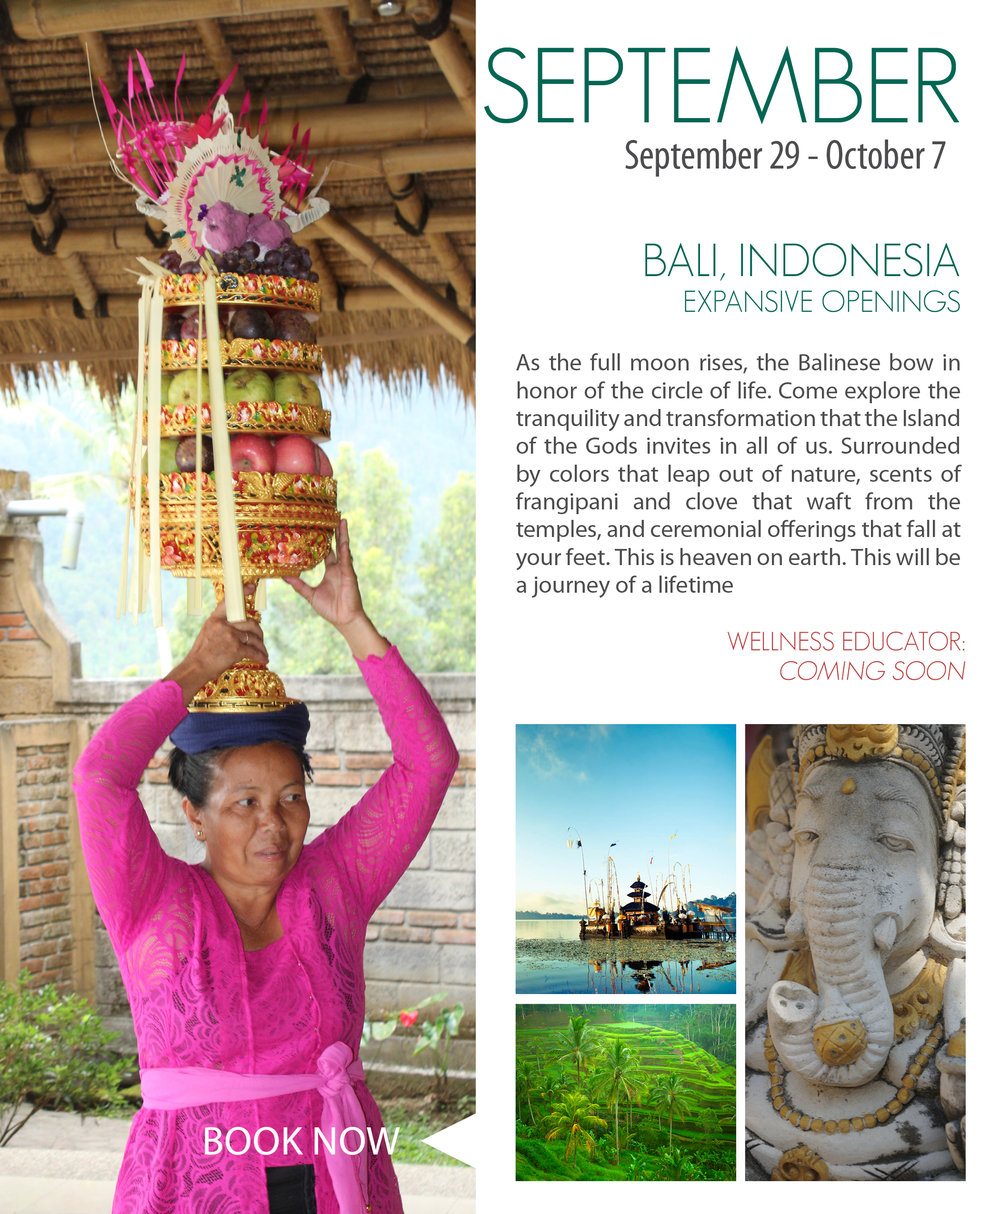 SEPTEMBER
September 29 - October 7
BALI, INDONESIA
EXPANSIVE OPENINGS
As the full moon rises, the Balinese bow in
honor of the circle of life. Come explore the
tranquility and transformation that the Island
of the Gods invites in all of us. Surrounded
by colors that leap out of nature, scents of
frangipani and clove that waft from the
temples, and ceremonial offerings that fall at
your feet. This is heaven on earth. This will be
a journey of a lifetime
WELLNESS EDUCATOR:
COMING SOON
BOOK NOW